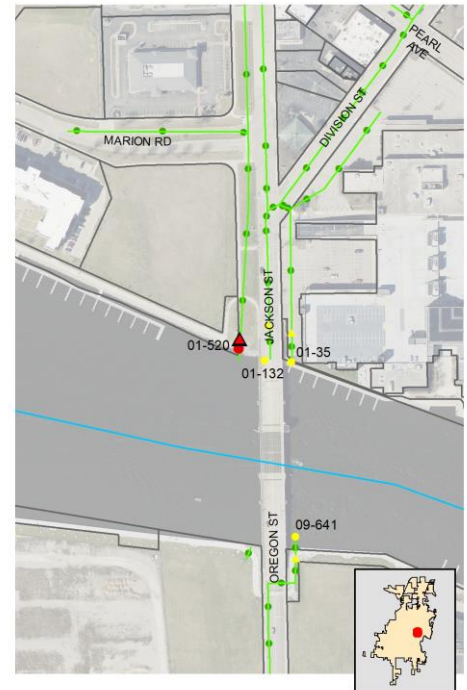 PEARL
AVE
DIVISION ST
MARION RD
JACKSON ST
01-520
01-35
01-132
09-641
OREGON ST